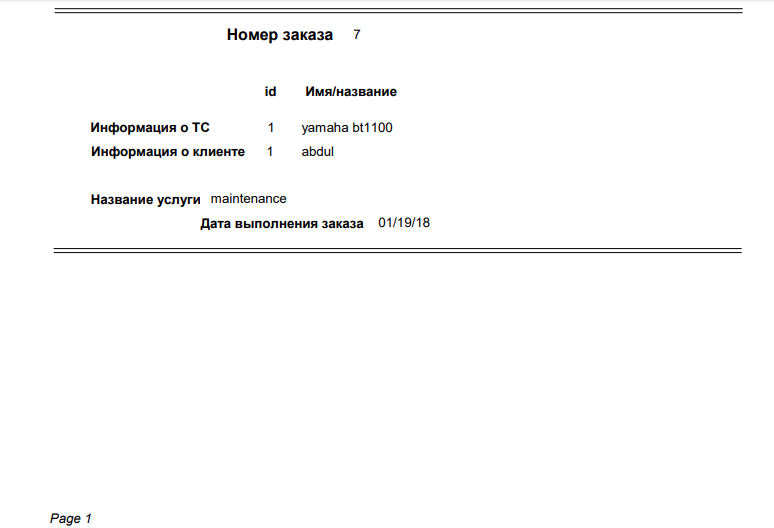 Номер заказа 7
id Имя/название
Информация о ТС 1 yamaha bt1100
Информация о клиенте 1 abdul
Название услуги maintenance
Дата выполнения заказа 01/19/18
Page 1